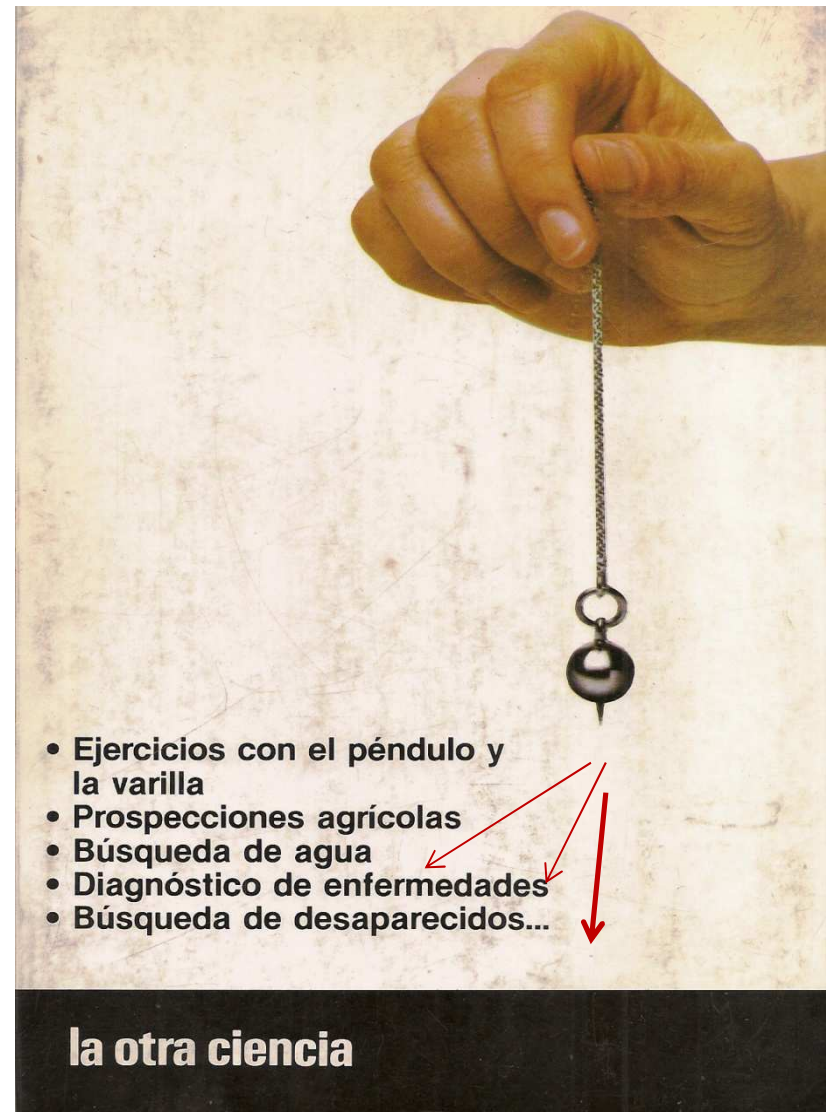 • Ejercicios con el péndulo y
la varilla
• Prospecciones agrícolas
• Búsqueda de agua
• Diagnóstico de enfermedades
• Búsqueda de desaparecidos...
la otra ciencia